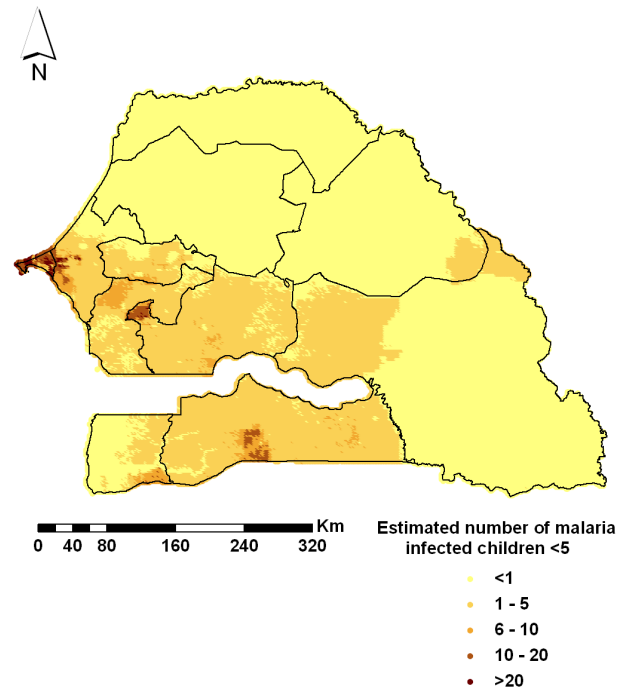 N
Km
0 40 80 160 240 320
Estimated number of malaria
infected children <5
<1
1 - 5
6 - 10
10 - 20
>20